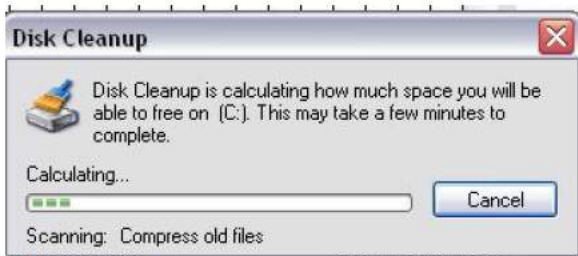 Disk Cleanup
Disk Cleanup is calculating how much space you will be
able to free on (C:). This may take a few minutes to
complete.
Calculating...
Cancel
Scanning: Compress old files